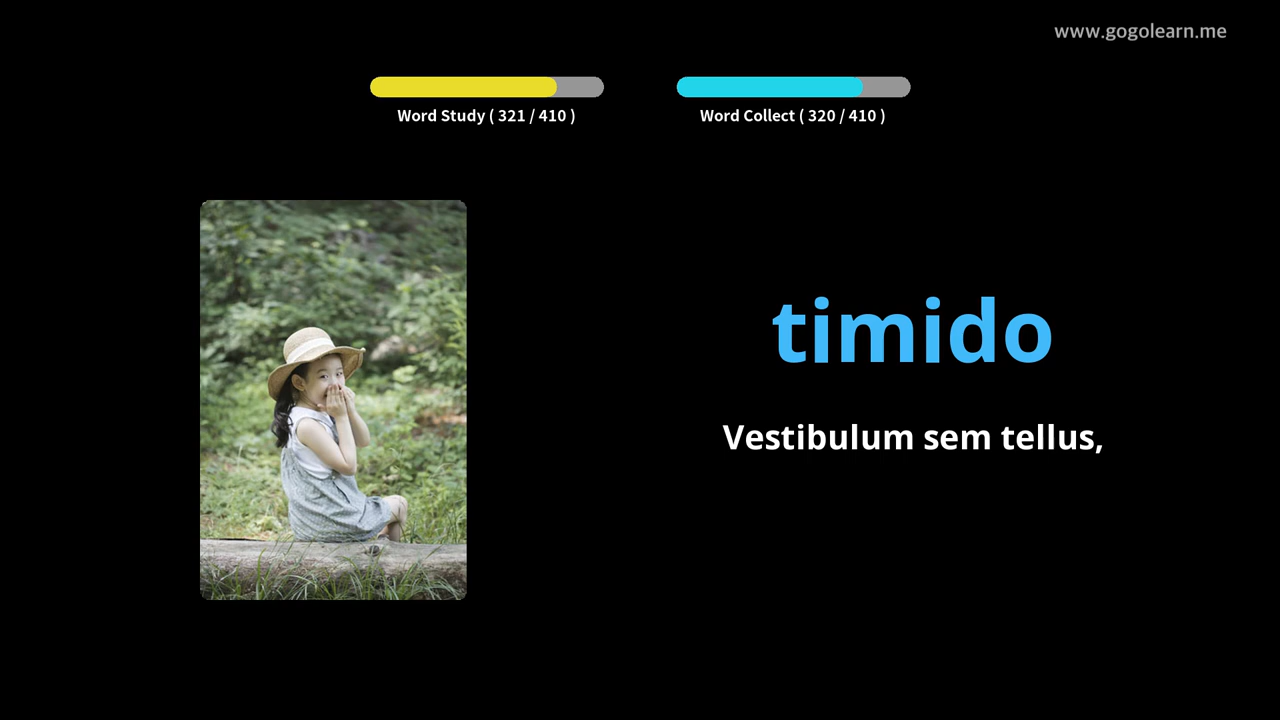 www.gogolearn.me
Word Study ( 321 / 410 )
Word Collect ( 320 / 410 )
timido
Vestibulum sem tellus,